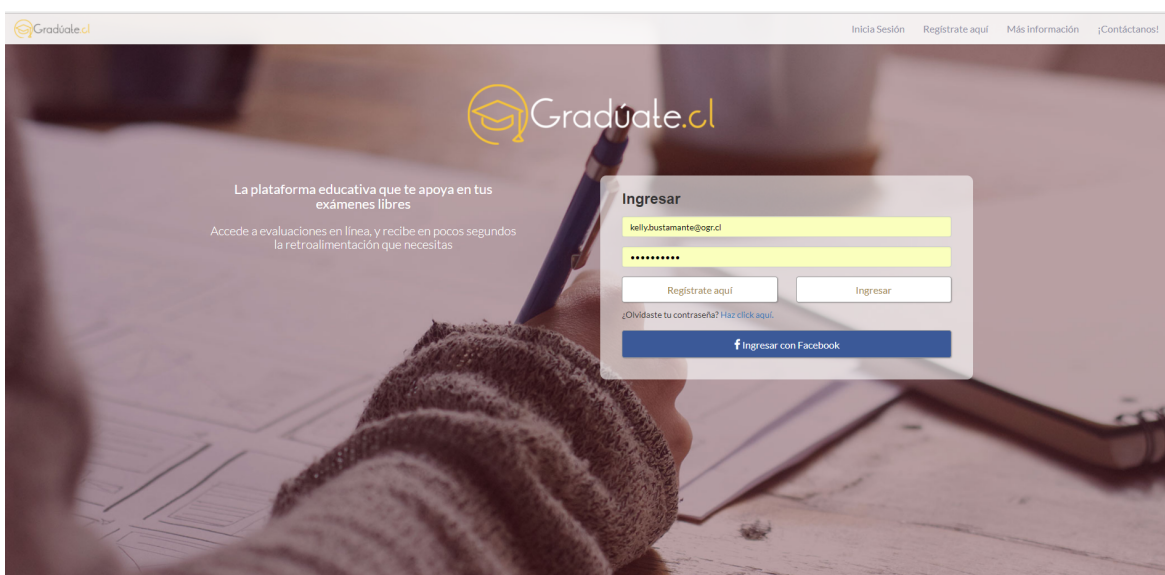 Gradúate.cl
Inicia Sesión Regístrate aquí Más información ¡Contáctanos!
Gradúate.cl
La plataforma educativa que te apoya en tus
exámenes libres
Accede a evaluaciones en línea, y recibe en pocos segundos
la retroalimentación que necesitas
Ingresar
kelly.bustamante@ogr.cl
••••••••••
Regístrate aquí Ingresar
¿Olvidaste tu contraseña? Haz click aquí.
Ingresar con Facebook